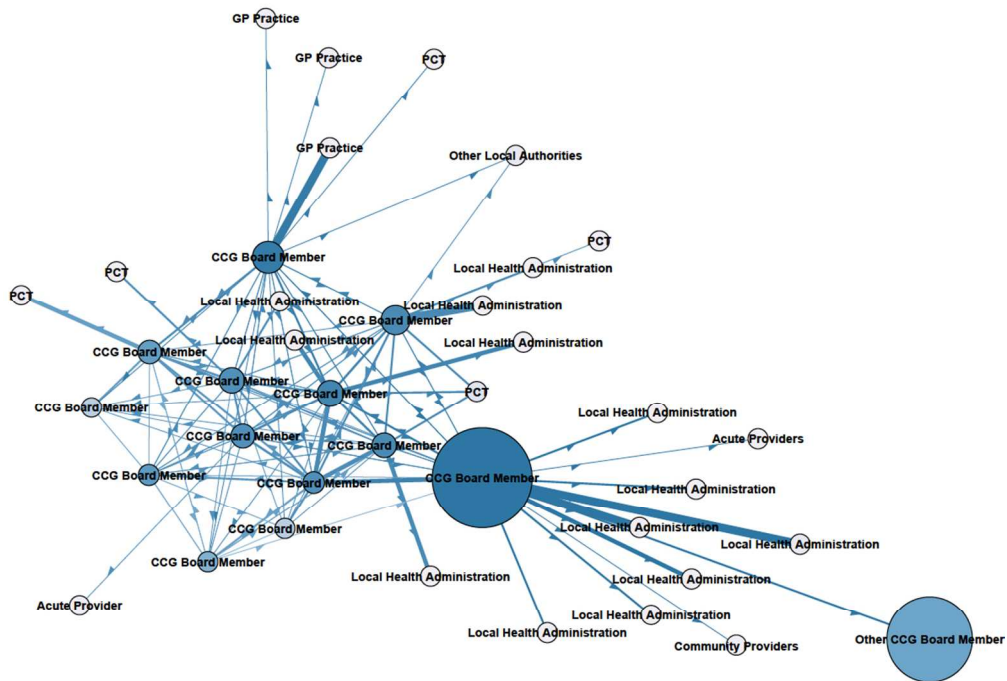 GP Practice
GP Practice
PCT
GP Practice
Other Local Authorities
PCT
CCG Board Member
Local Health Administration
PCT
PCT
Local Health Administration
Local Health Administration
CCG Board Member
Local Health Administration
Local Health Administration
CCG Board Member
CCG Board Member
CCG Board Member
PCT
CCG Board Member
Local Health Administration
CCG Board Member
Acute Providers
CCG Board Member
CCG Board Member
CCG Board Member
CCG Board Member
Local Health Administration
CCG Board Member
Local Health Administration
Local Health Administration
CCG Board Member
Local Health Administration
Local Health Administration
Acute Provider
Local Health Administration
Local Health Administration
Other CCG Board Member
Community Providers